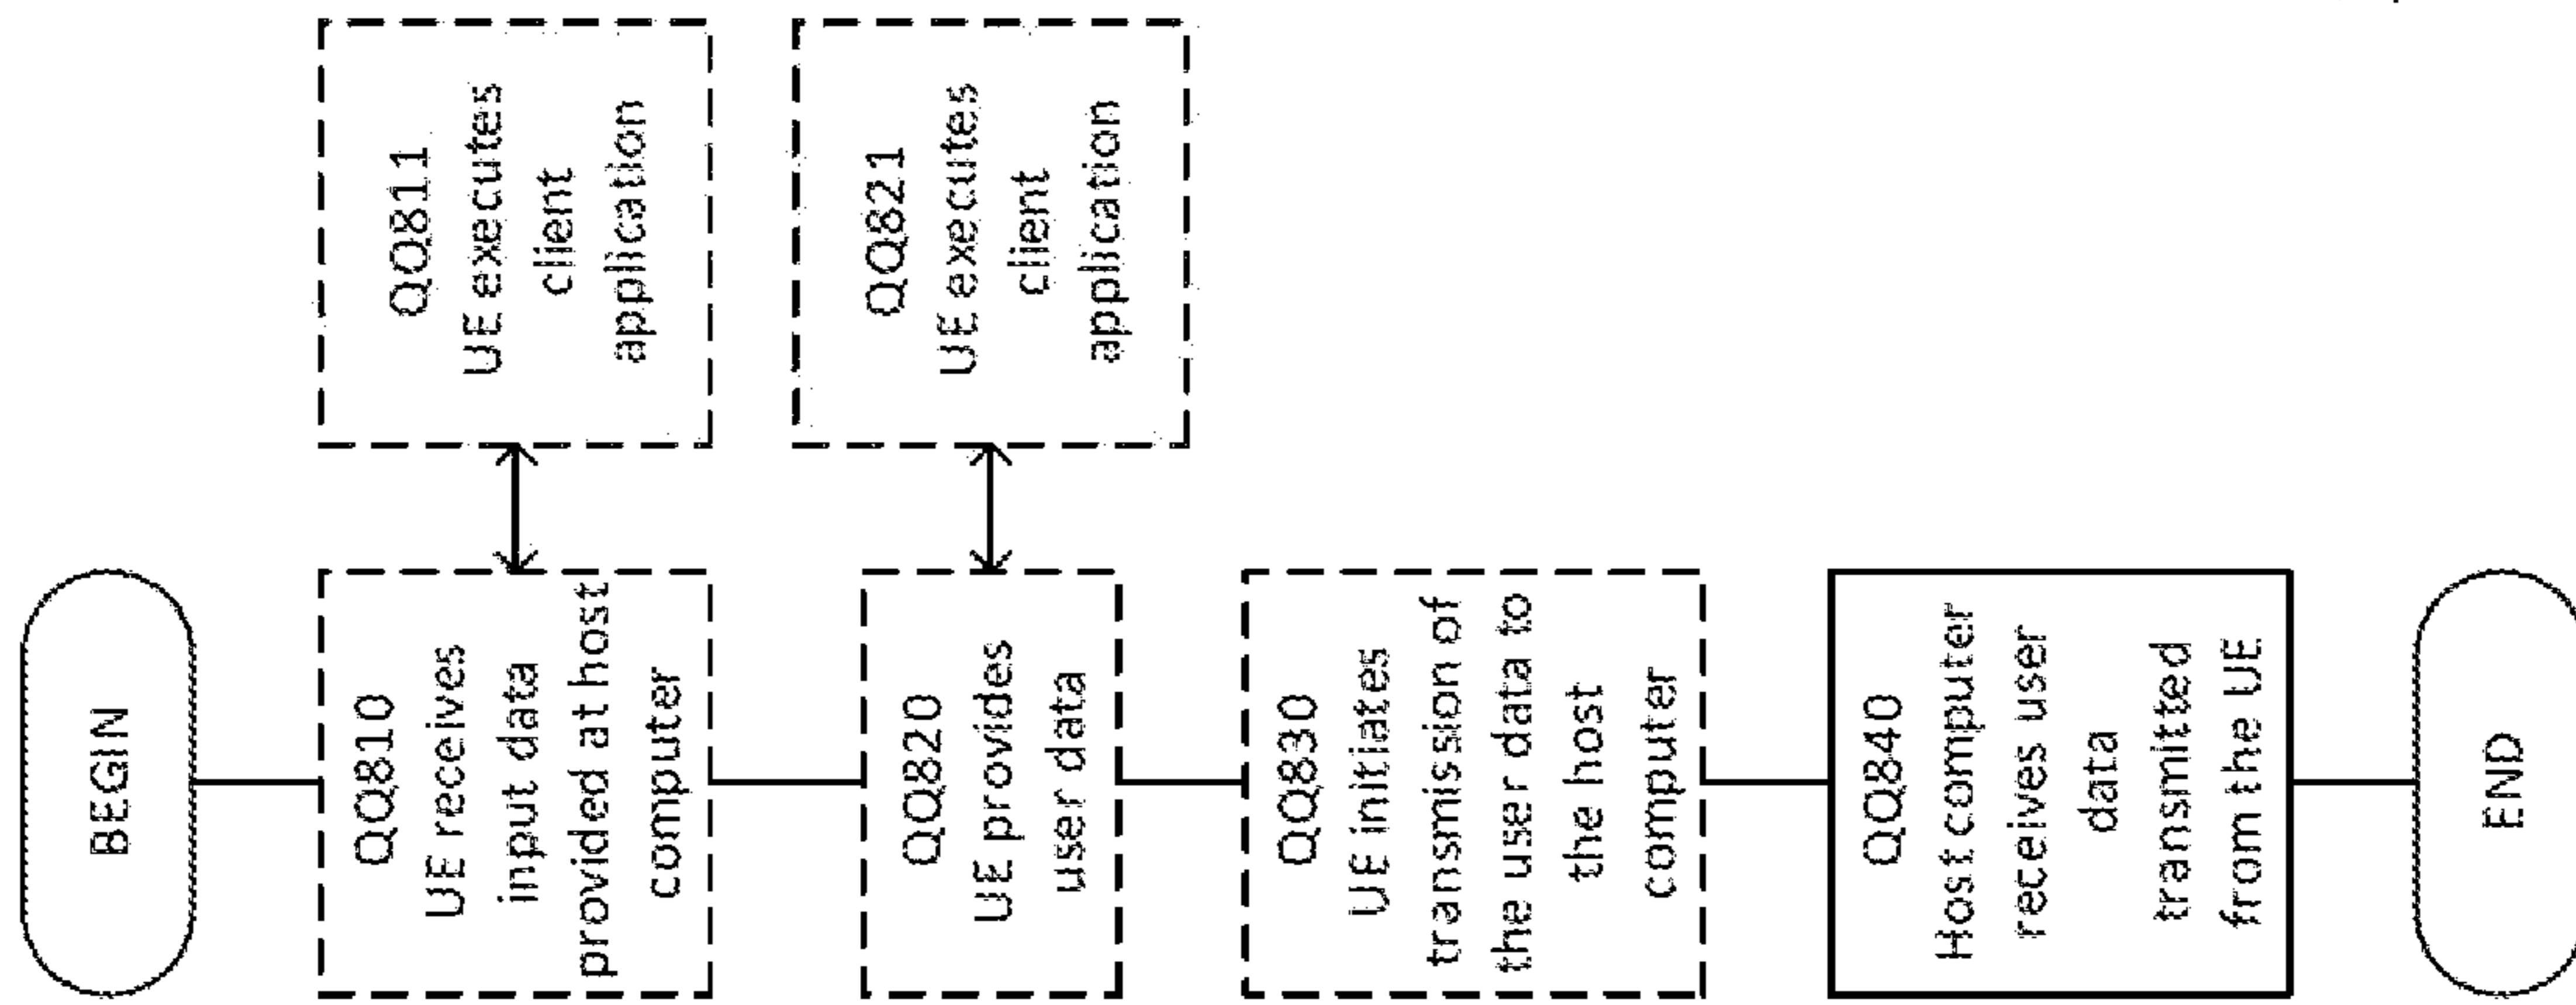 BEGIN
QQ810
UE receives
input data
provided at host
computer
QQ811
UE executes
client
application
QQ820
UE provides
user data
QQ821
UE executes
client
application
QQ830
UE initiates
transmission of
the user data to
the host
computer
QQ840
Host computer
receives user
data
transmitted
from the UE
END